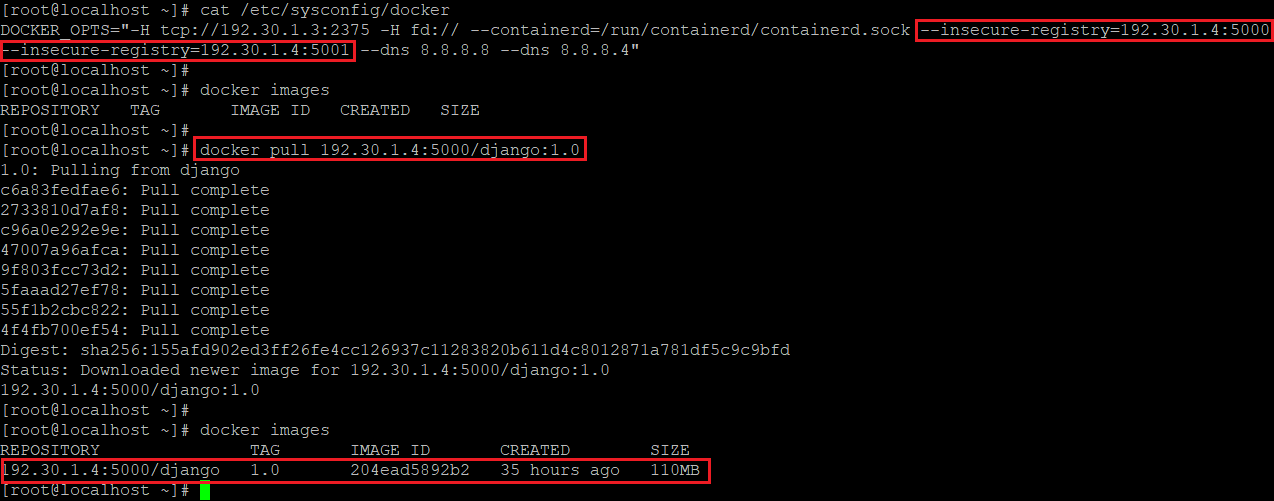 [root@localhost ~]# cat /etc/sysconfig/docker
DOCKER_OPTS="-H tcp://192.30.1.3:2375 -H fd:// --containerd=/run/containerd/containerd.sock --insecure-registry=192.30.1.4:5000
--insecure-registry=192.30.1.4:5001 --dns 8.8.8.8 --dns 8.8.8.4"
[root@localhost ~]#
[root@localhost ~]# docker images
REPOSITORY   TAG       IMAGE ID   CREATED   SIZE
[root@localhost ~]#
[root@localhost ~]# docker pull 192.30.1.4:5000/django:1.0
1.0: Pulling from django
c6a83fedfae6: Pull complete
2733810d7af8: Pull complete
c96a0e292e9e: Pull complete
47007a96afca: Pull complete
9f803fcc73d2: Pull complete
5faaad27ef78: Pull complete
55f1b2cbc822: Pull complete
4f4fb700ef54: Pull complete
Digest: sha256:155afd902ed3ff26fe4cc126937c11283820b611d4c8012871a781df5c9c9bfd
Status: Downloaded newer image for 192.30.1.4:5000/django:1.0
192.30.1.4:5000/django:1.0
[root@localhost ~]#
[root@localhost ~]# docker images
REPOSITORY               TAG       IMAGE ID       CREATED        SIZE
192.30.1.4:5000/django   1.0       204ead5892b2   35 hours ago   110MB
[root@localhost ~]#